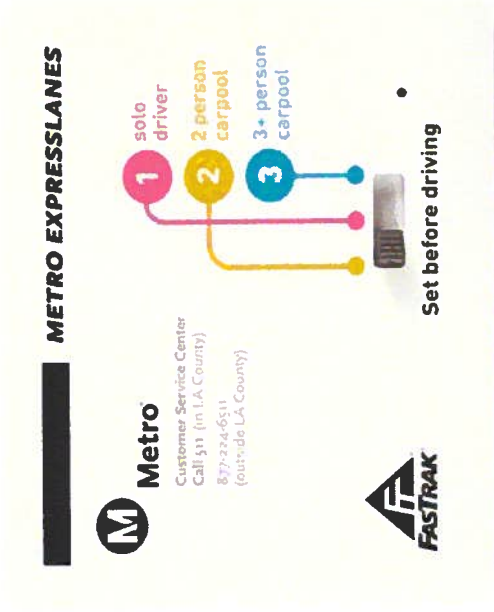 METRO EXPRESSLANES
M
Metro
Customer Service Center
Call 511 (in LA County)
877-224-6511
(outside LA County)
1
solo
driver
2
2 person
carpool
3
3+ person
carpool
Set before driving
FASTRAK